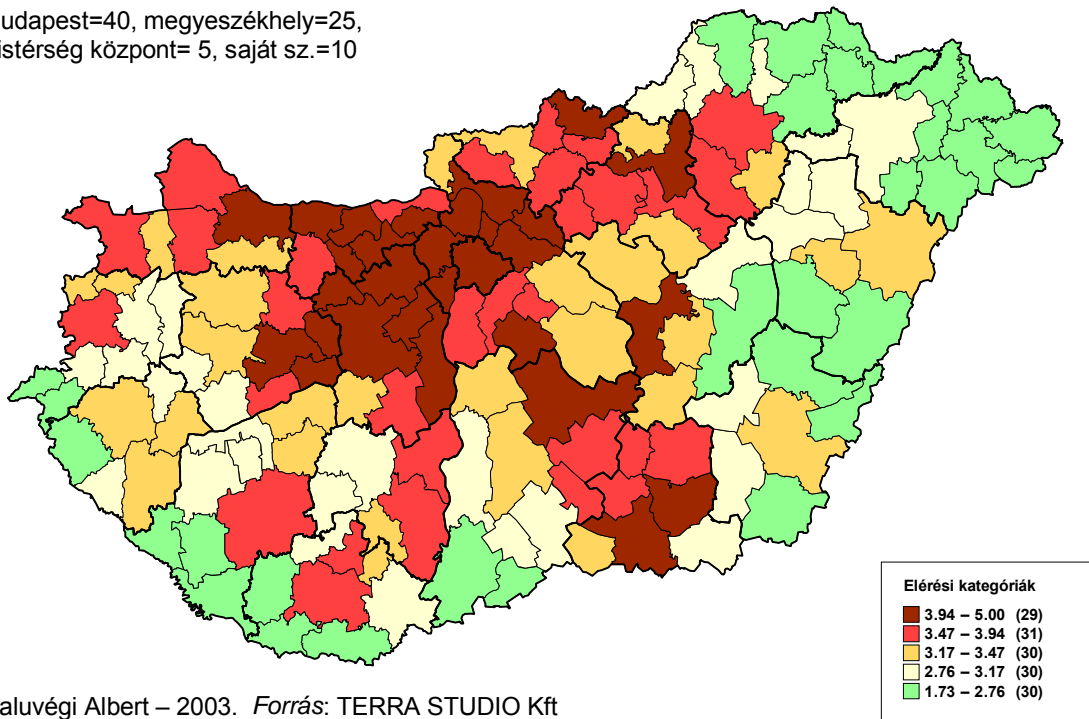 udapest=40, megyeszékhely=25,
istérség központ= 5, saját sz.=10
Elérési kategóriák
3.94 – 5.00 (29)
3.47 – 3.94 (31)
3.17 – 3.47 (30)
2.76 – 3.17 (30)
1.73 – 2.76 (30)
aluvégi Albert – 2003. Forrás: TERRA STUDIO Kft